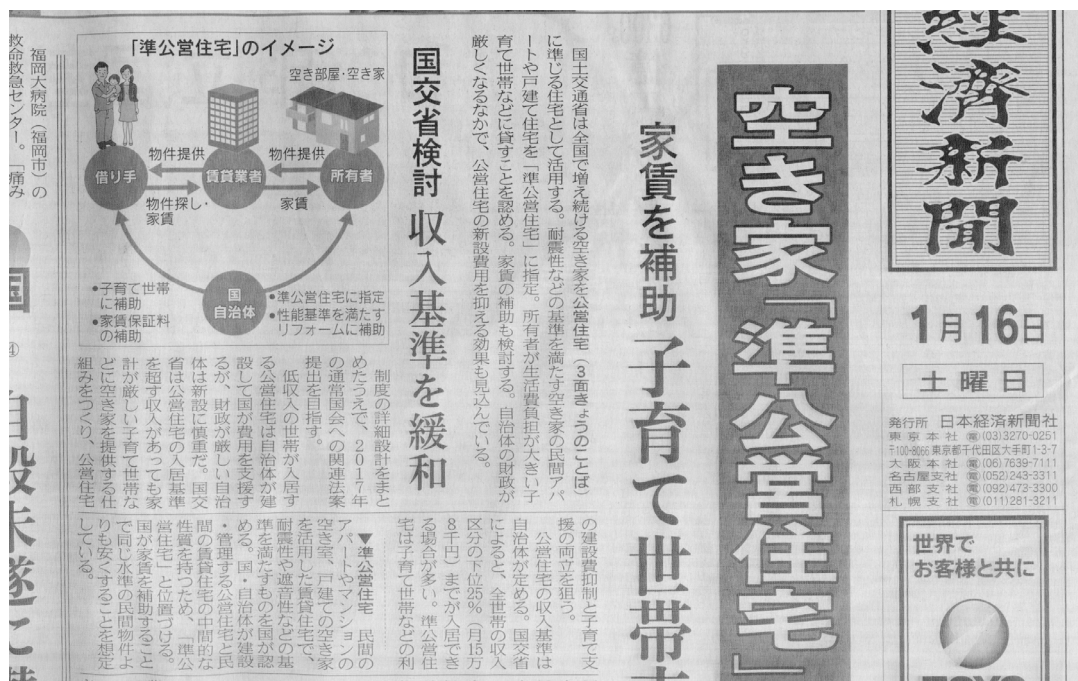 経濟新聞
1月16日
土曜日
発行所 日本経済新聞社
東京本社 (03)3270-0251
〒100-8066 東京都千代田区大手町1-3-7
大阪本社 (06)7639-7111
名古屋支社 (052)243-3311
西部支社 (092)473-3300
札幌支社 (011)281-3211
世界で
お客様と共に
空き家「準公営住宅」
家賃を補助 子育て世帯
国交省検討 収入基準を緩和
国土交通省は全国で増え続ける空き家を公営住宅(3面きょうのことば)
に準じる住宅として活用する。耐震性などの基準を満たす空き家の民間アパ
ートや戸建て住宅を「準公営住宅」に指定。所有者が生活費負担が大きい子
育て世帯などに貸すことを認める。家賃の補助も検討する。自治体の財政が
厳しくなるなかで、公営住宅の新設費用を抑える効果も見込んでいる。
「準公営住宅」のイメージ
空き部屋・空き家
物件提供
物件提供
借り手
賃貸業者
所有者
物件探し・
家賃
家賃
国
自治体
●子育て世帯
に補助
●家賃保証料
の補助
●準公営住宅に指定
●性能基準を満たす
リフォームに補助
制度の詳細設計をまと
めたうえで、2017年
の通常国会への関連法案
提出を目指す。
低収入の世帯が入居す
る公営住宅は自治体が建
設して国が費用を支援す
るが、財政が厳しい自治
体は新設に慎重だ。国交
省は公営住宅の入居基準
を超す収入があっても家
計が厳しい子育て世帯な
どに空き家を提供する仕
組みをつくり、公営住宅
の建設費抑制と子育て支
援の両立を狙う。
公営住宅の収入基準は
自治体が定める。国交省
によると、全世帯の収入
区分の下位25%(月15万
8千円)までが入居でき
る場合が多い。準公営住
宅は子育て世帯などの利
▼準公営住宅 民間の
アパートやマンションの
空き室、戸建ての空き家
を活用した賃貸住宅で、
耐震性や遮音性などの基
準を満たすものを国が認
める。国・自治体が建設
・管理する公営住宅と民
間の賃貸住宅の中間的な
性質を持つため、「準公
営住宅」と位置づける。
国が家賃を補助すること
で同じ水準の民間物件よ
りも安くすることを想定
している。
福岡大病院(福岡市)の
救命救急センター。「痛み
④